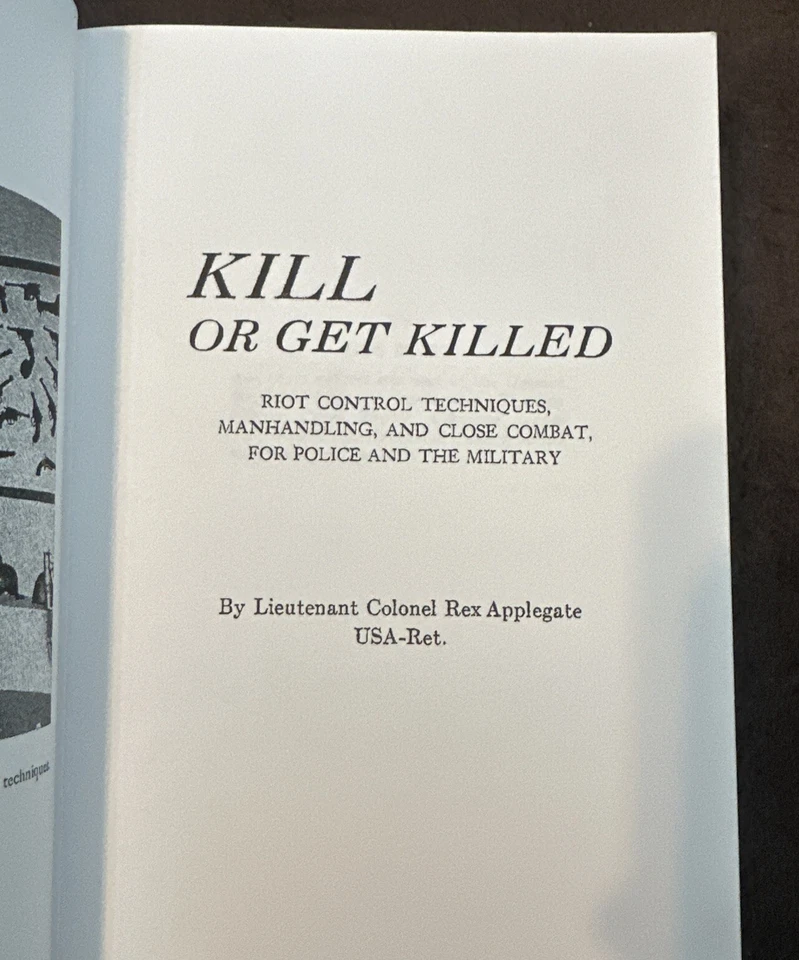 KILL
OR GET KILLED
RIOT CONTROL TECHNIQUES,
MANHANDLING, AND CLOSE COMBAT,
FOR POLICE AND THE MILITARY
By Lieutenant Colonel Rex Applegate
USA-Ret.
techniques